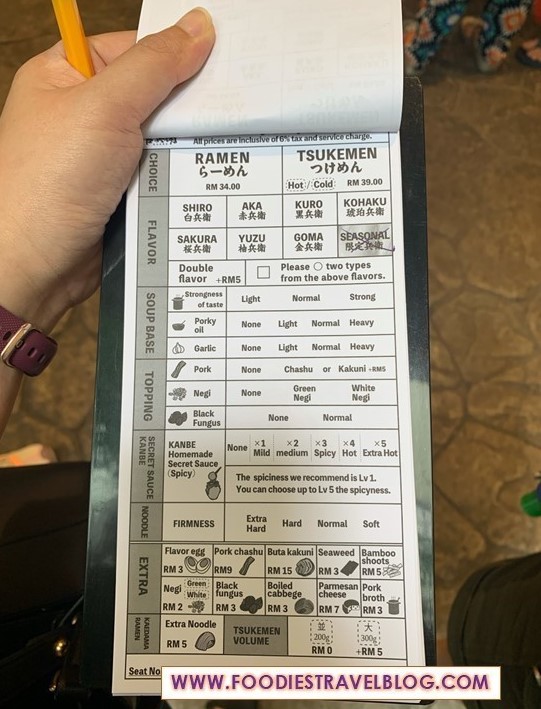 All prices are inclusive of 6% tax and service charge.
CHOICE
RAMEN
らーめん
RM 34.00
TSUKEMEN
つけめん
Hot / Cold RM 39.00
FLAVOR
SHIRO
白兵衛
AKA
赤兵衛
KURO
黒兵衛
KOHAKU
琥珀兵衛
SAKURA
桜兵衛
YUZU
柚兵衛
GOMA
金兵衛
SEASONAL
限定兵衛
Double
flavor +RM5
Please ○ two types
from the above flavors.
SOUP BASE
Strongness
of taste
Light Normal Strong
Porky
oil
None Light Normal Heavy
Garlic
None Light Normal Heavy
TOPPING
Pork
None Chashu or Kakuni +RM5
Negi
None
Green
Negi
White
Negi
Black
Fungus
None Normal
SECRET SAUCE
KANBE
KANBE
Homemade
Secret Sauce
(Spicy)
None
×1
Mild
×2
medium
×3
Spicy
×4
Hot
×5
Extra Hot
The spiciness we recommend is Lv 1.
You can choose up to Lv 5 the spicyness.
NOODLE
FIRMNESS
Extra
Hard
Hard
Normal
Soft
EXTRA
Flavor egg
RM 3
Pork chashu
RM9
Buta kakuni
RM 15
Seaweed
RM 3
Bamboo
shoots
RM 5
Negi Green
White
RM 2
Black
fungus
RM 3
Boiled
cabbege
RM 3
Parmesan
cheese
RM 7
Pork
broth
RM 3
KAEDAMA
RAMEN
Extra Noodle
RM 5
TSUKEMEN
VOLUME
並
200g
RM 0
大
300g
+RM 5
Seat No
WWW.FOODIESTRAVELBLOG.COM